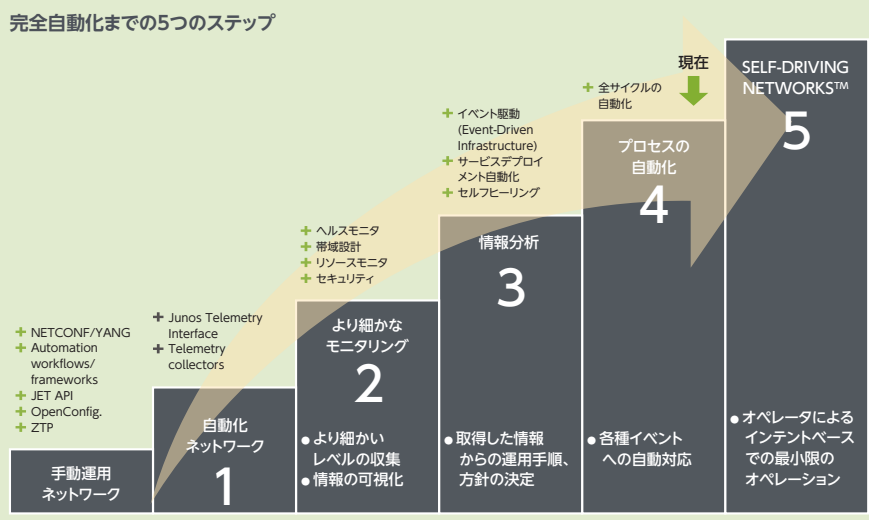 完全自動化までの5つのステップ
+ NETCONF/YANG
+ Automation
workflows/
frameworks
+ JET API
+ OpenConfig.
+ ZTP
手動運用
ネットワーク
+ Junos Telemetry
Interface
+ Telemetry
collectors
自動化
ネットワーク
1
+ ヘルスモニタ
+ 帯域設計
+ リソースモニタ
+ セキュリティ
より細かな
モニタリング
2
● より細かい
レベルの収集
● 情報の可視化
+ イベント駆動
(Event-Driven
Infrastructure)
+ サービスデプロイ
メント自動化
+ セルフヒーリング
情報分析
3
● 取得した情報
からの運用手順、
方針の決定
+ 全サイクルの
自動化
現在
プロセスの
自動化
4
● 各種イベント
への自動対応
SELF-DRIVING
NETWORKS™
5
● オペレータによる
インテントベース
での最小限の
オペレーション